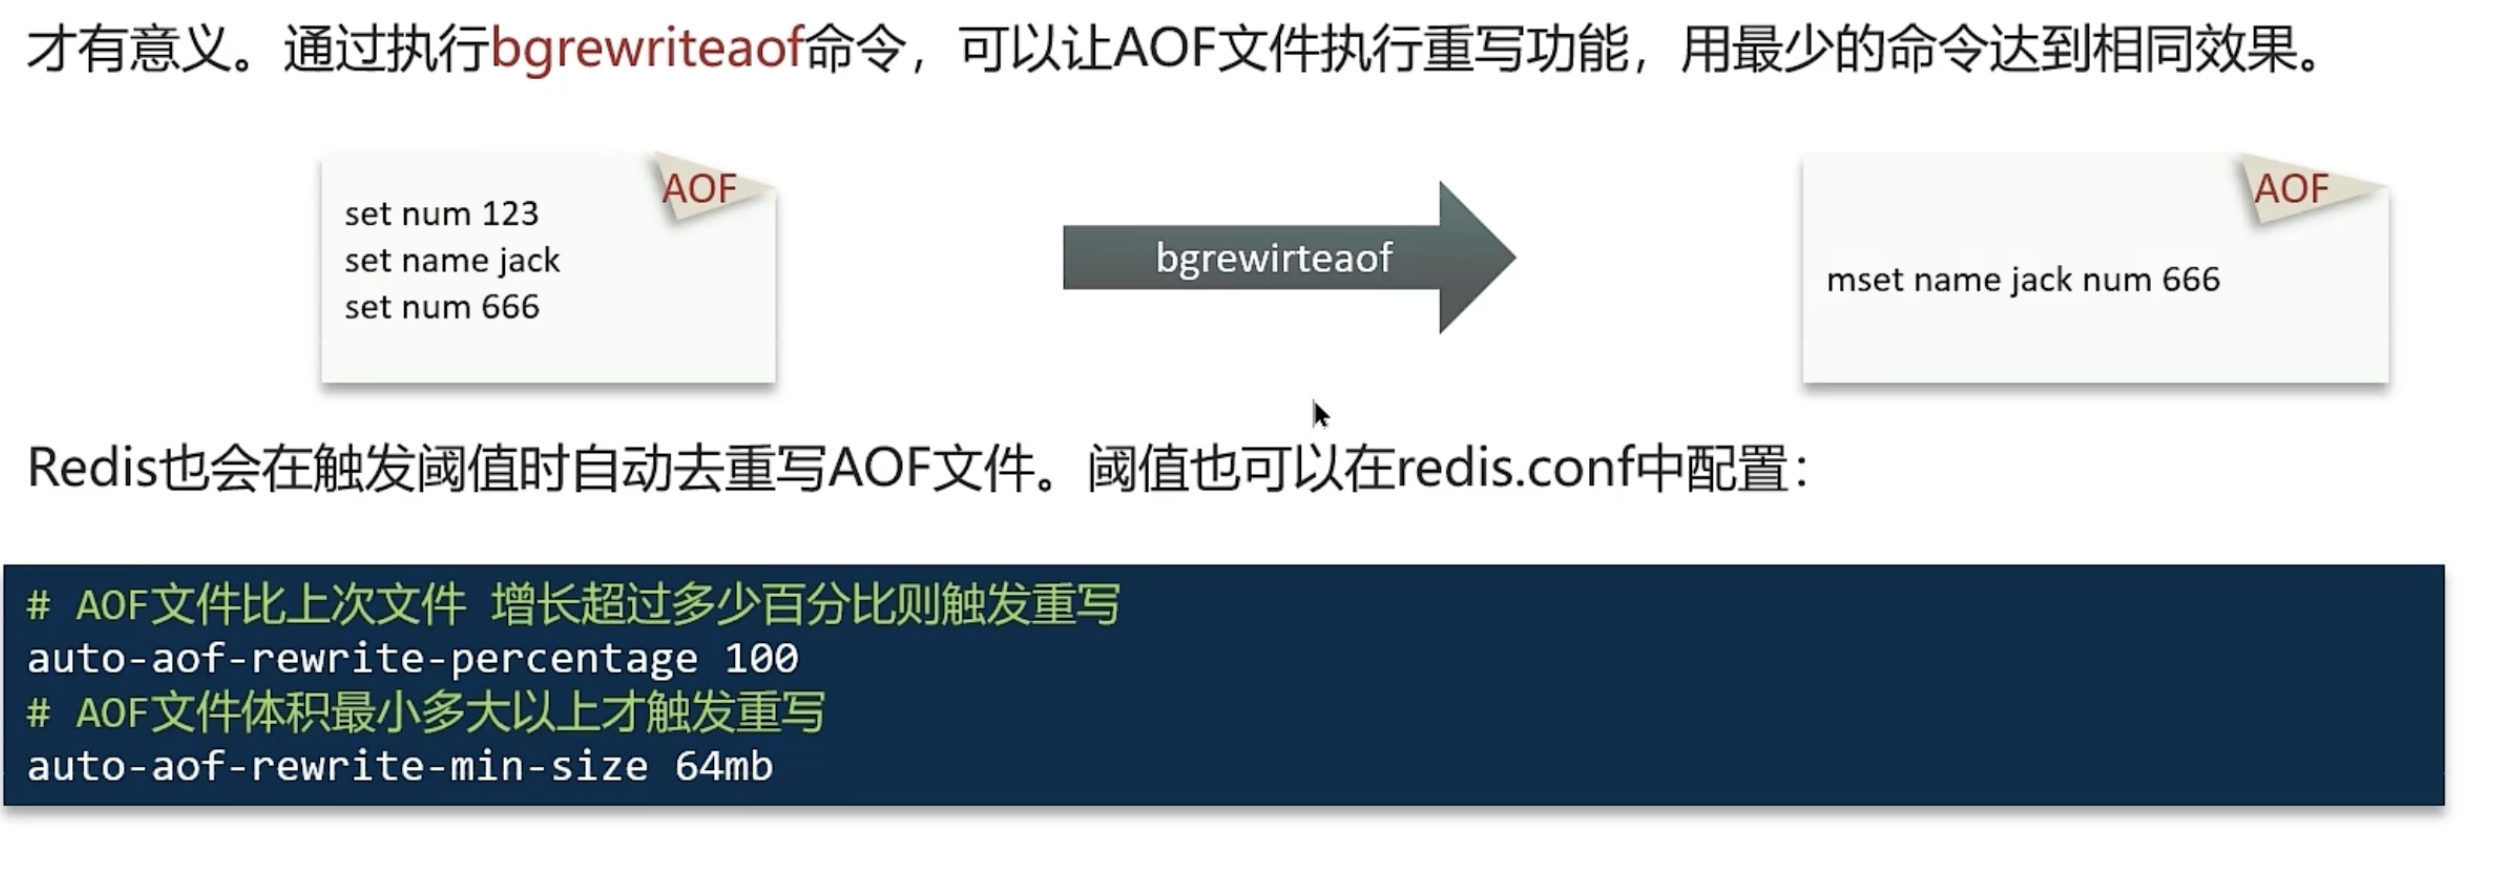 才有意义。通过执行bgrewriteaof命令，可以让AOF文件执行重写功能，用最少的命令达到相同效果。
AOF
set num 123
set name jack
set num 666
bgrewirteaof
AOF
mset name jack num 666
Redis也会在触发阈值时自动去重写AOF文件。阈值也可以在redis.conf中配置：
# AOF文件比上次文件 增长超过多少百分比则触发重写
auto-aof-rewrite-percentage 100
# AOF文件体积最小多大以上才触发重写
auto-aof-rewrite-min-size 64mb